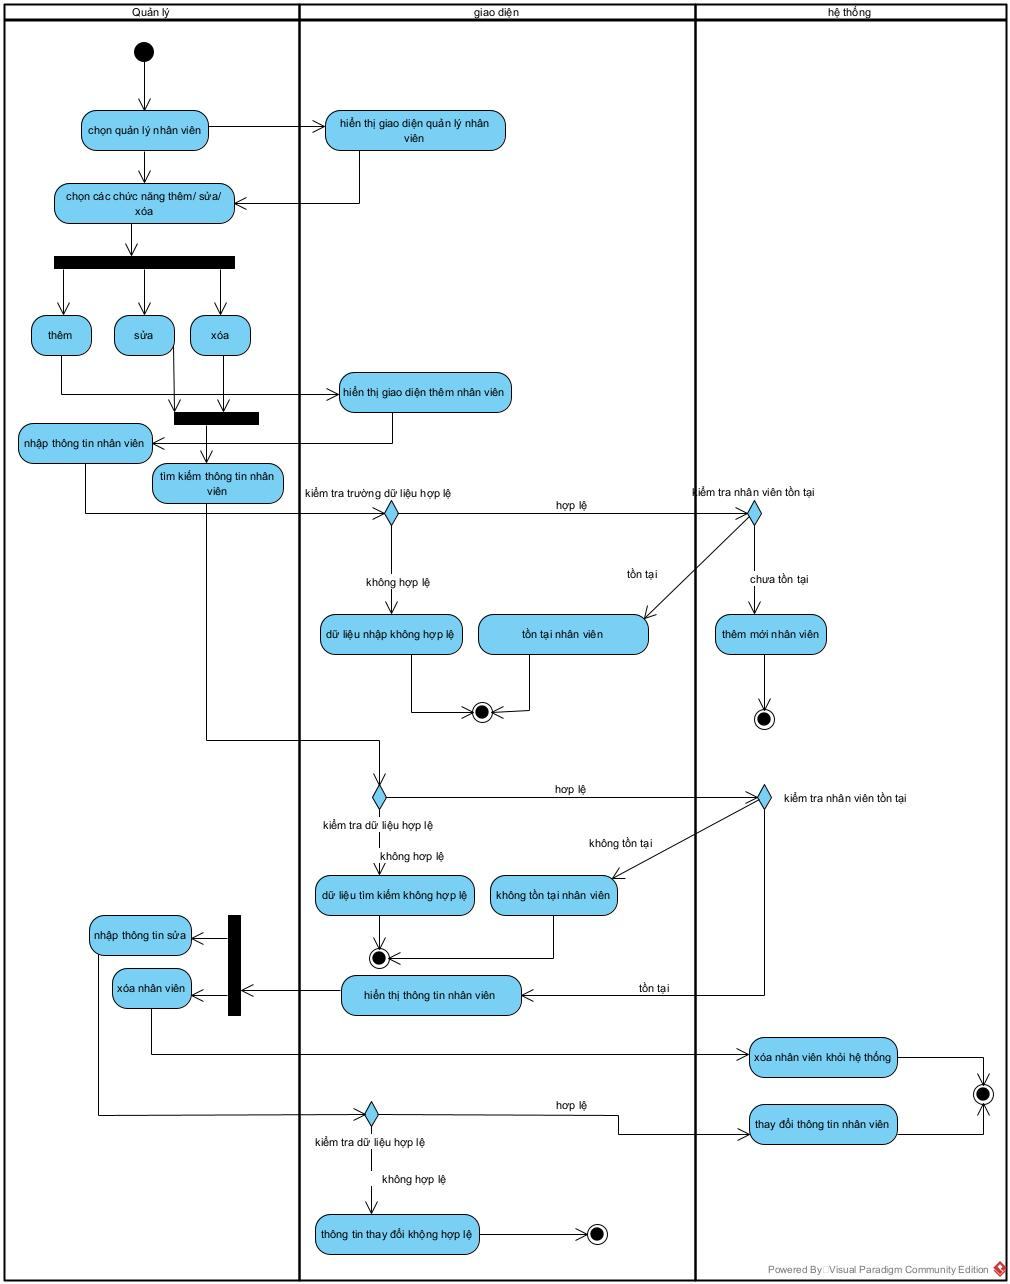 Quản lý
giao diện
hệ thống
chọn quản lý nhân viên
hiển thị giao diện quản lý nhân
viên
chọn các chức năng thêm/ sửa/
xóa
thêm
sửa
xóa
hiển thị giao diện thêm nhân viên
nhập thông tin nhân viên
tìm kiếm thông tin nhân
viên
kiểm tra trường dữ liệu hợp lệ
hợp lệ
kiểm tra nhân viên tồn tại
không hợp lệ
tồn tại
chưa tồn tại
dữ liệu nhập không hợp lệ
tồn tại nhân viên
thêm mới nhân viên
hơp lệ
kiểm tra nhân viên tồn tại
kiểm tra dữ liệu hợp lệ
không hơp lệ
không tồn tại
dữ liệu tìm kiếm không hợp lệ
không tồn tại nhân viên
nhập thông tin sửa
xóa nhân viên
hiển thị thông tin nhân viên
tồn tại
xóa nhân viên khỏi hệ thống
hơp lệ
thay đổi thông tin nhân viên
kiểm tra dữ liệu hợp lệ
không hợp lệ
thông tin thay đổi không hợp lệ
Powered By Visual Paradigm Community Edition